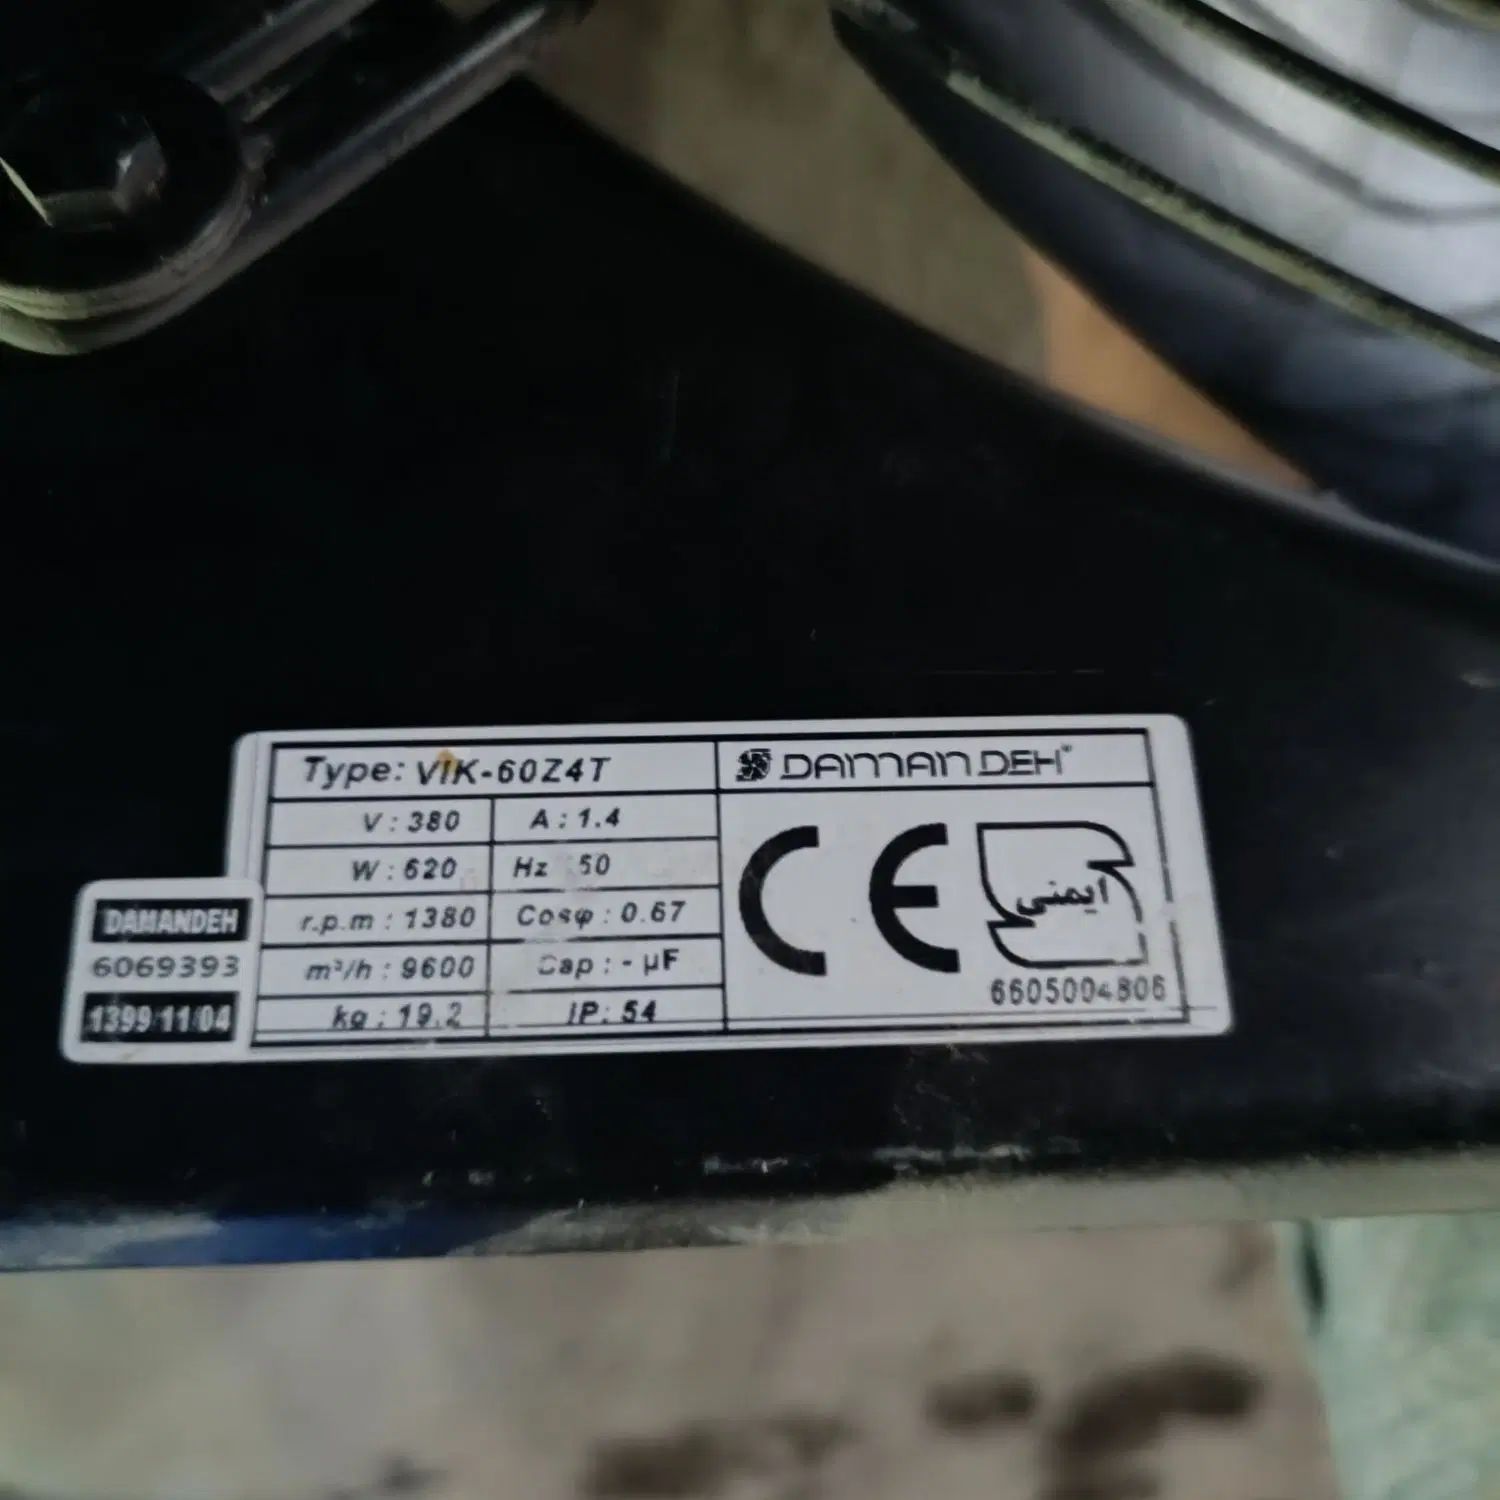 Type: VIK-60Z4T
DAMANDEH®
V : 380 A : 1.4
W : 620 Hz 50
r.p.m : 1380 Cosφ : 0.67
m³/h : 9600 Cap : - µF
kg : 19.2 IP: 54
CE
ایمنی
6605004806
DAMANDEH
6069393
1399/11/04